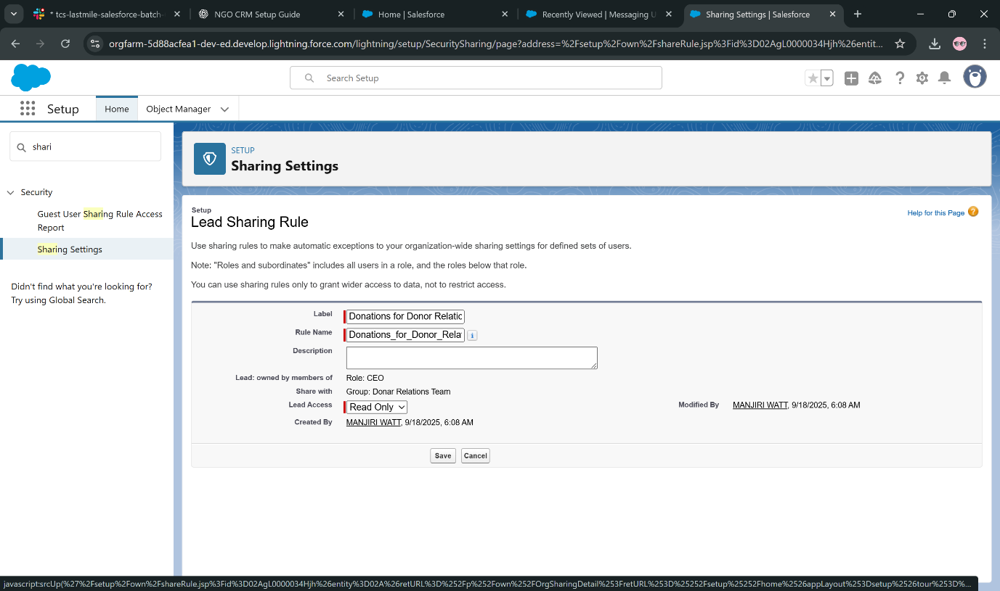 * tcs-lastmile-salesforce-batch-
NGO CRM Setup Guide
Home | Salesforce
Recently Viewed | Messaging U
Sharing Settings | Salesforce
orgfarm-5d88acfea1-dev-ed.develop.lightning.force.com/lightning/setup/SecuritySharing/page?address=%2Fsetup%2Fown%2FshareRule.jsp%3Fid%3D02AgL0000034Hjh%26entit...
Search Setup
Setup
Home
Object Manager
shari
Security
Guest User Sharing Rule Access
Report
Sharing Settings
Didn't find what you're looking for?
Try using Global Search.
SETUP
Sharing Settings
Setup
Lead Sharing Rule
Help for this Page
Use sharing rules to make automatic exceptions to your organization-wide sharing settings for defined sets of users.
Note: "Roles and subordinates" includes all users in a role, and the roles below that role.
You can use sharing rules only to grant wider access to data, not to restrict access.
Label Donations for Donor Relatic
Rule Name Donations_for_Donor_Rela
Description
Lead: owned by members of Role: CEO
Share with Group: Donar Relations Team
Lead Access Read Only Modified By MANJIRI WATT, 9/18/2025, 6:08 AM
Created By MANJIRI WATT, 9/18/2025, 6:08 AM
Save Cancel
javascript:srcUp(%27%2Fsetup%2Fown%2FshareRule.jsp%3Fid%3D02AgL0000034Hjh%26entity%3D02A%26retURL%3D%252Fp%252Fown%252FOrgSharingDetail%253FretURL%253D%25252Fsetup%25252Fhome%2526appLayout%253Dsetup%2526tour%253D%...